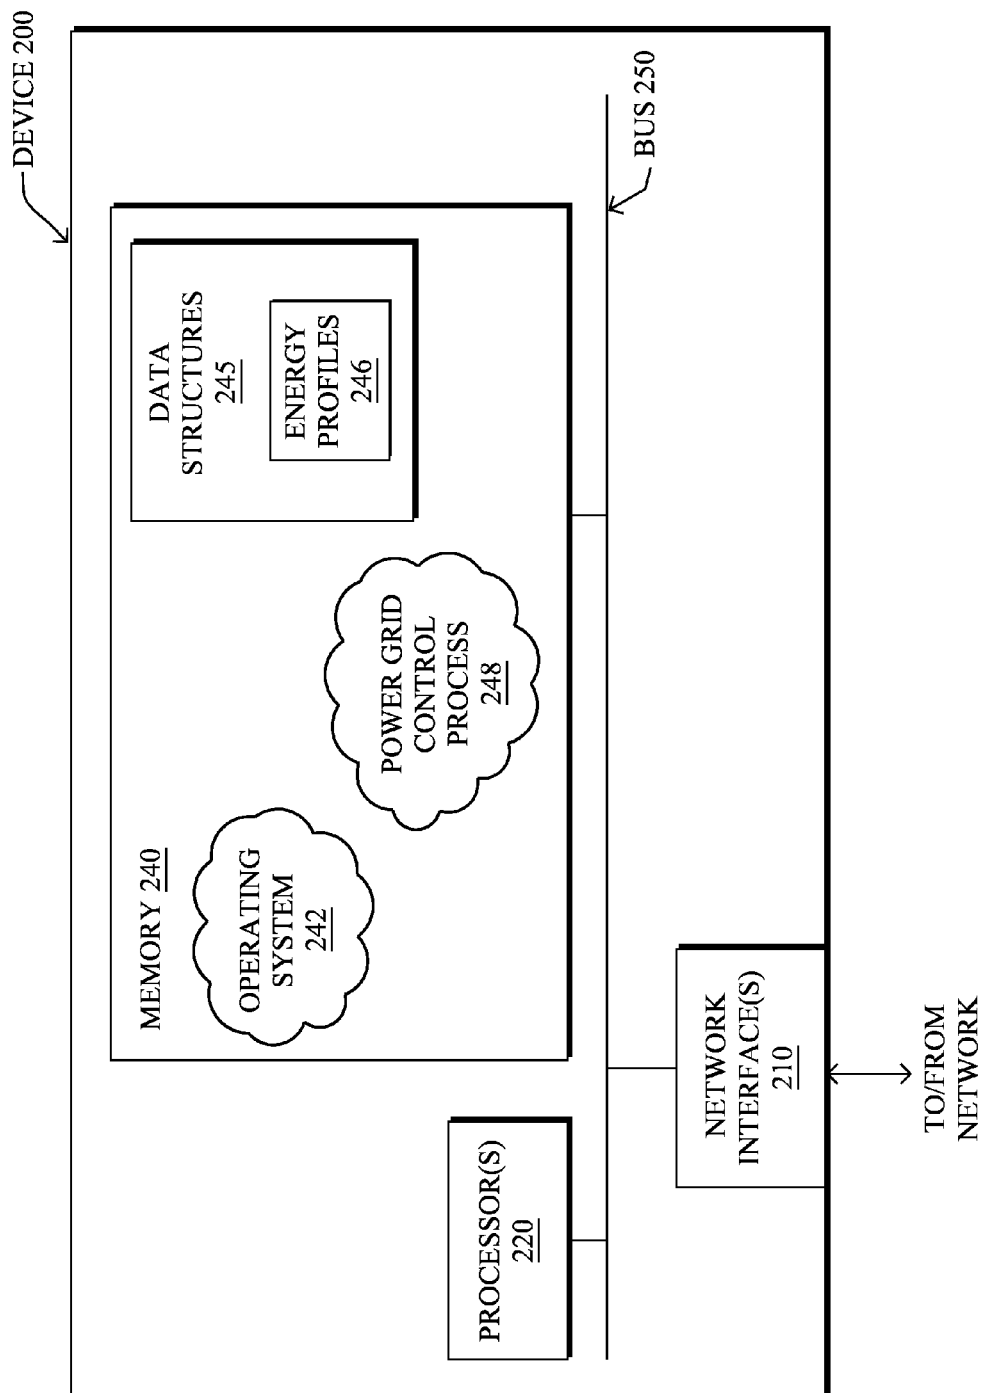 DEVICE 200
MEMORY 240
OPERATING
SYSTEM
242
POWER GRID
CONTROL
PROCESS
248
DATA
STRUCTURES
245
ENERGY
PROFILES
246
PROCESSOR(S)
220
BUS 250
NETWORK
INTERFACE(S)
210
TO/FROM
NETWORK